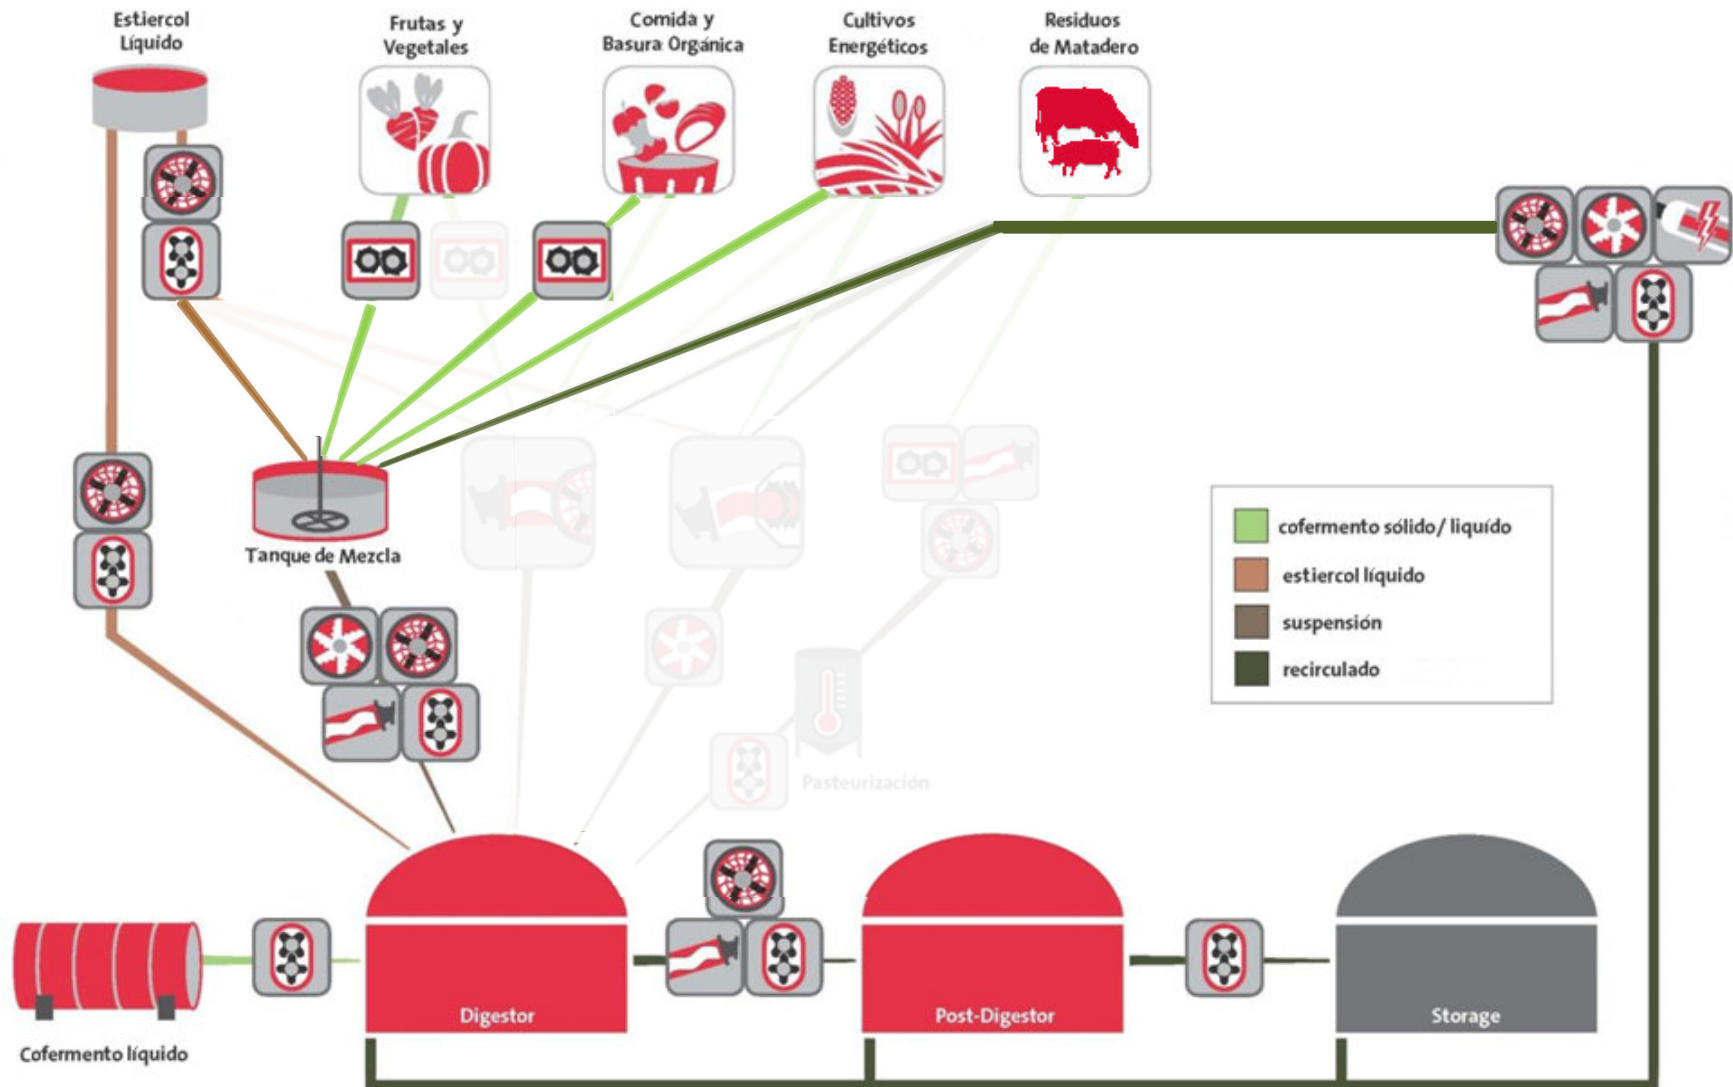 Estiercol
Líquido
Frutas y
Vegetales
Comida y
Basura Orgánica
Cultivos
Energéticos
Residuos
de Matadero
Tanque de Mezcla
cofermento sólido/ liquído
estiercol líquido
suspensión
recirculado
Pasteurización
Digestor
Post-Digestor
Storage
Cofermento líquido